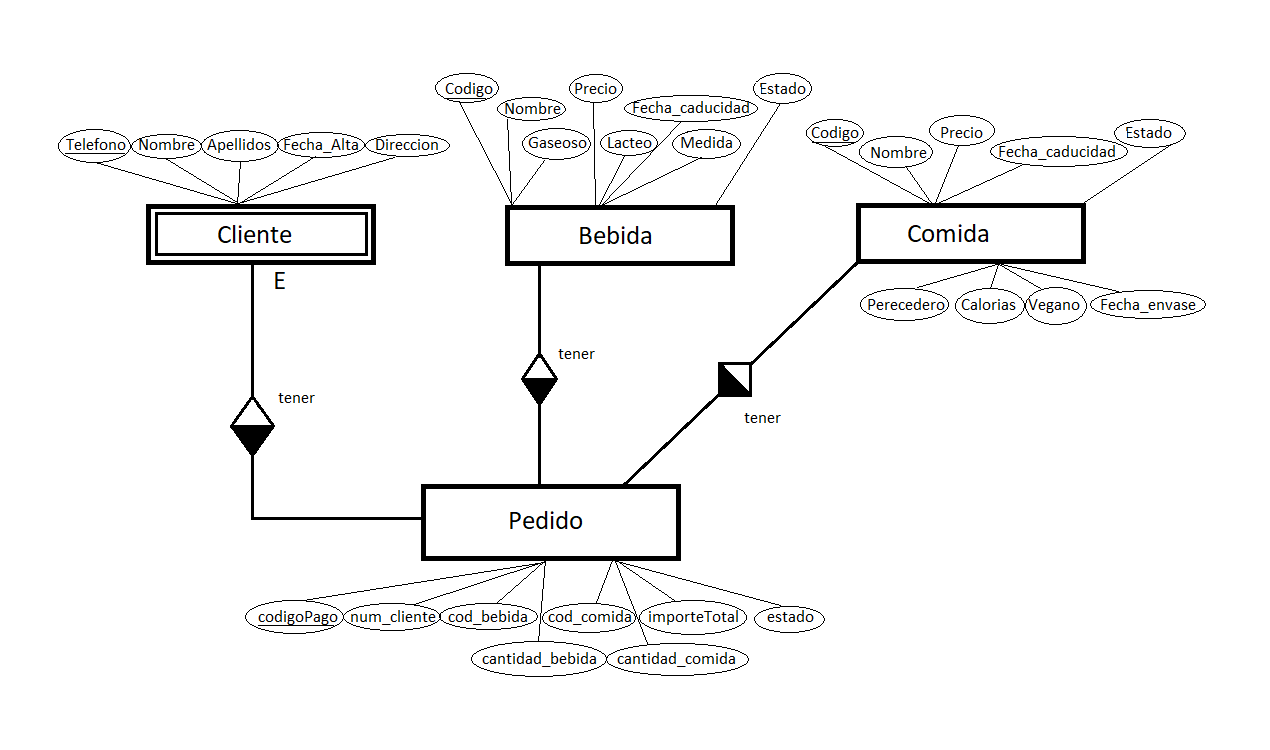 Codigo
Precio
Estado
Nombre
Fecha_caducidad
Telefono
Nombre
Apellidos
Fecha_Alta
Direccion
Gaseoso
Lacteo
Medida
Codigo
Nombre
Precio
Fecha_caducidad
Estado
Cliente
Bebida
Comida
E
Perecedero
Calorias
Vegano
Fecha_envase
tener
tener
tener
Pedido
codigoPago
num_cliente
cod_bebida
cod_comida
importeTotal
estado
cantidad_bebida
cantidad_comida